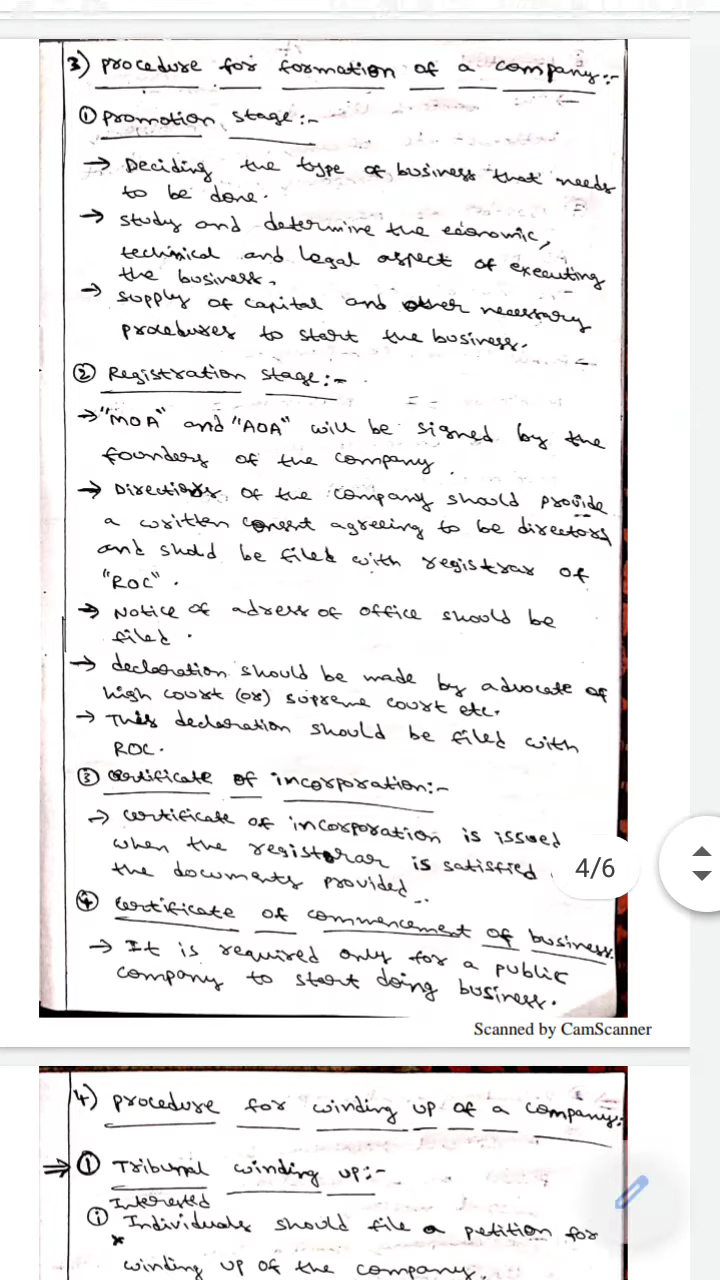 3) procedure for formation of a company:-
① promotion stage:-
→ Deciding the type of business that needs
to be done.
→ study and determine the economic,
technical and legal aspect of executing
the business.
→ supply of capital and other necessary
procedures to start the business.
② Registration stage:-
→ "MOA" and "AOA" will be signed by the
founders of the company.
→ Directors of the company should provide
a written consent agreeing to be directors
and should be filed with registrar of
"ROC".
→ Notice of adress of office should be
filed.
→ declaration should be made by advocate of
high court (or) supreme court etc.
→ This declaration should be filed with
ROC.
③ certificate of incorporation:-
→ certificate of incorporation is issued
when the registorar is satisfied
the documents provided..
④ certificate of commencement of business.
→ It is required only for a public
company to start doing business.
4/6
Scanned by CamScanner
4) procedure for winding up of a company:
⇒ ① Tribunal winding up:-
Interested
ⓘ Individuals should file a petition for
winding up of the company.